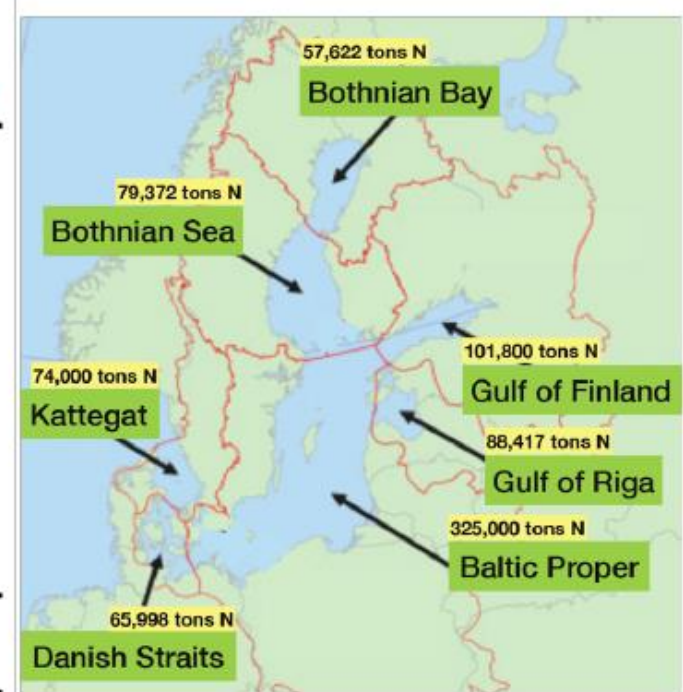 57,622 tons N
Bothnian Bay
79,372 tons N
Bothnian Sea
101,800 tons N
Gulf of Finland
74,000 tons N
Kattegat
88,417 tons N
Gulf of Riga
325,000 tons N
Baltic Proper
65,998 tons N
Danish Straits